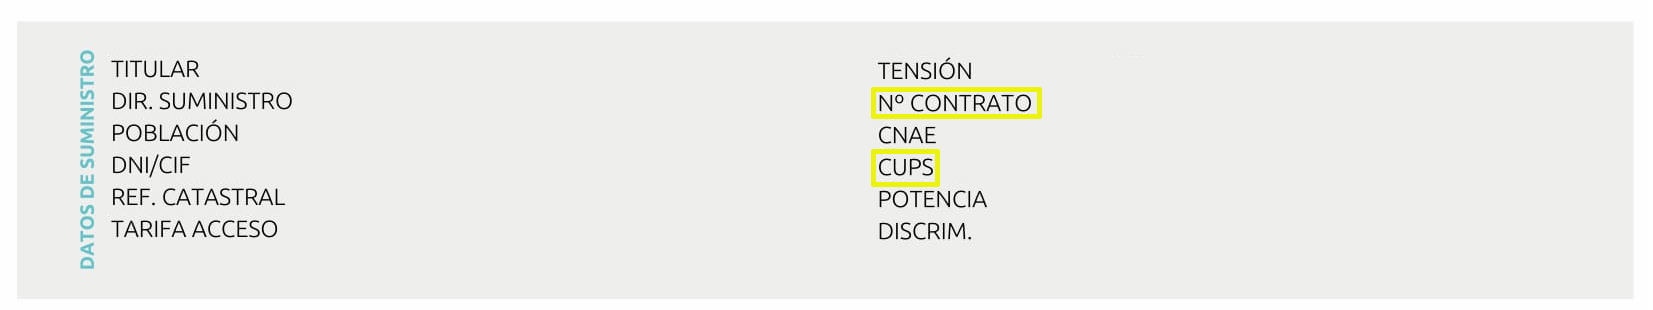 DATOS DE SUMINISTRO
TITULAR
DIR. SUMINISTRO
POBLACIÓN
DNI/CIF
REF. CATASTRAL
TARIFA ACCESO
TENSIÓN
Nº CONTRATO
CNAE
CUPS
POTENCIA
DISCRIM.